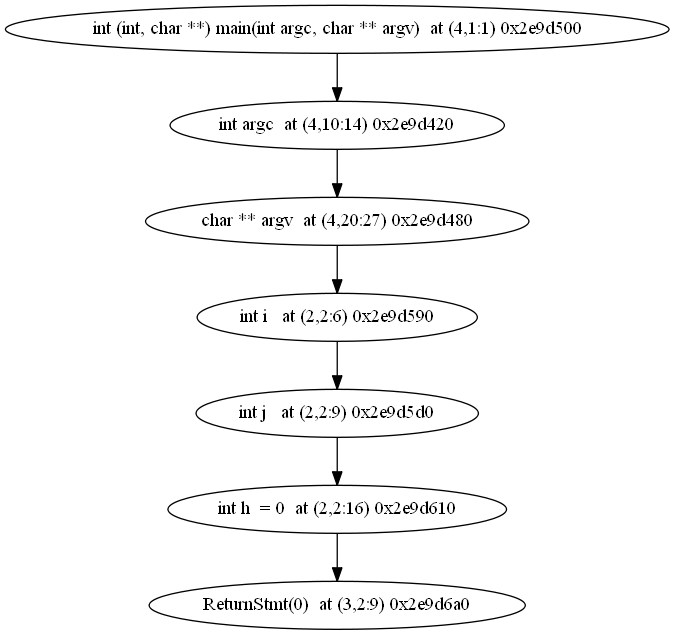 int (int, char **) main(int argc, char ** argv)  at (4,1:1) 0x2e9d500
int argc  at (4,10:14) 0x2e9d420
char ** argv  at (4,20:27) 0x2e9d480
int i   at (2,2:6) 0x2e9d590
int j   at (2,2:9) 0x2e9d5d0
int h  = 0  at (2,2:16) 0x2e9d610
ReturnStmt(0)  at (3,2:9) 0x2e9d6a0